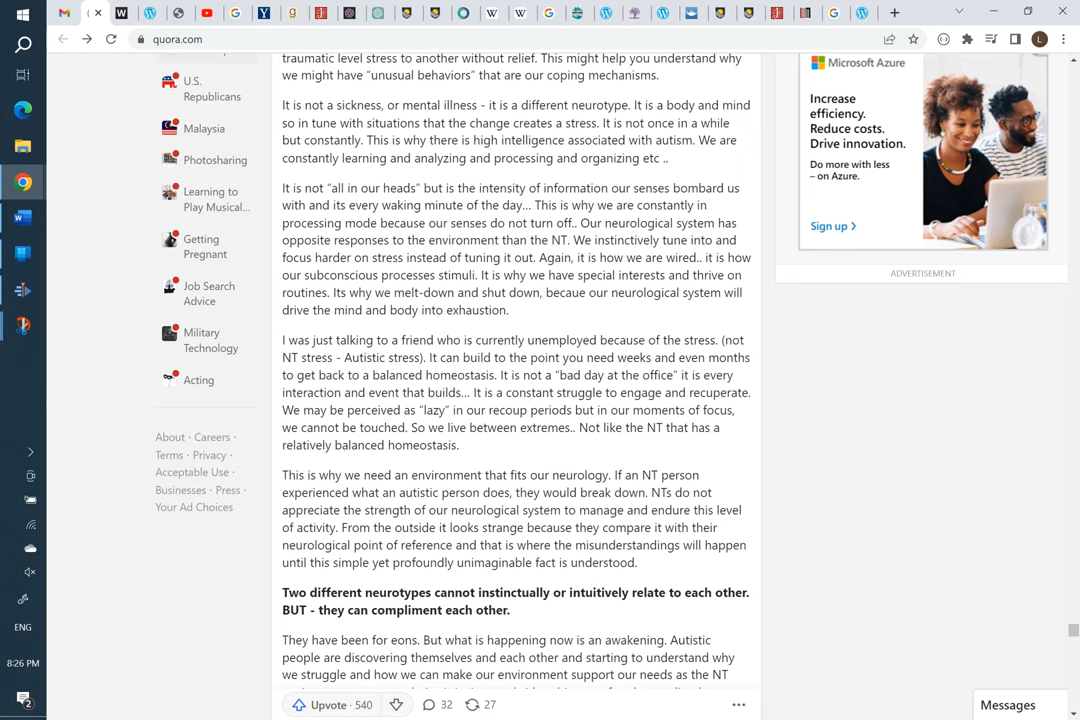 quora.com
U.S.
Republicans
Malaysia
Photosharing
Learning to
Play Musical...
Getting
Pregnant
Job Search
Advice
Military
Technology
Acting
About · Careers ·
Terms · Privacy ·
Acceptable Use ·
Businesses · Press ·
Your Ad Choices
traumatic level stress to another without relief. This might help you understand why
we might have “unusual behaviors” that are our coping mechanisms.
It is not a sickness, or mental illness - it is a different neurotype. It is a body and mind
so in tune with situations that the change creates a stress. It is not once in a while
but constantly. This is why there is high intelligence associated with autism. We are
constantly learning and analyzing and processing and organizing etc ..
It is not “all in our heads” but is the intensity of information our senses bombard us
with and its every waking minute of the day... This is why we are constantly in
processing mode because our senses do not turn off.. Our neurological system has
opposite responses to the environment than the NT. We instinctively tune into and
focus harder on stress instead of tuning it out. Again, it is how we are wired.. it is how
our subconscious processes stimuli. It is why we have special interests and thrive on
routines. Its why we melt-down and shut down, becaue our neurological system will
drive the mind and body into exhaustion.
I was just talking to a friend who is currently unemployed because of the stress. (not
NT stress - Autistic stress). It can build to the point you need weeks and even months
to get back to a balanced homeostasis. It is not a “bad day at the office” it is every
interaction and event that builds... It is a constant struggle to engage and recuperate.
We may be perceived as “lazy” in our recoup periods but in our moments of focus,
we cannot be touched. So we live between extremes.. Not like the NT that has a
relatively balanced homeostasis.
This is why we need an environment that fits our neurology. If an NT person
experienced what an autistic person does, they would break down. NTs do not
appreciate the strength of our neurological system to manage and endure this level
of activity. From the outside it looks strange because they compare it with their
neurological point of reference and that is where the misunderstandings will happen
until this simple yet profoundly unimaginable fact is understood.
Two different neurotypes cannot instinctually or intuitively relate to each other.
BUT - they can compliment each other.
They have been for eons. But what is happening now is an awakening. Autistic
people are discovering themselves and each other and starting to understand why
we struggle and how we can make our environment support our needs as the NT
Upvote · 540
32
27
Microsoft Azure
Increase
efficiency.
Reduce costs.
Drive innovation.
Do more with less
– on Azure.
Sign up
ADVERTISEMENT
Messages
ENG
8:26 PM
2